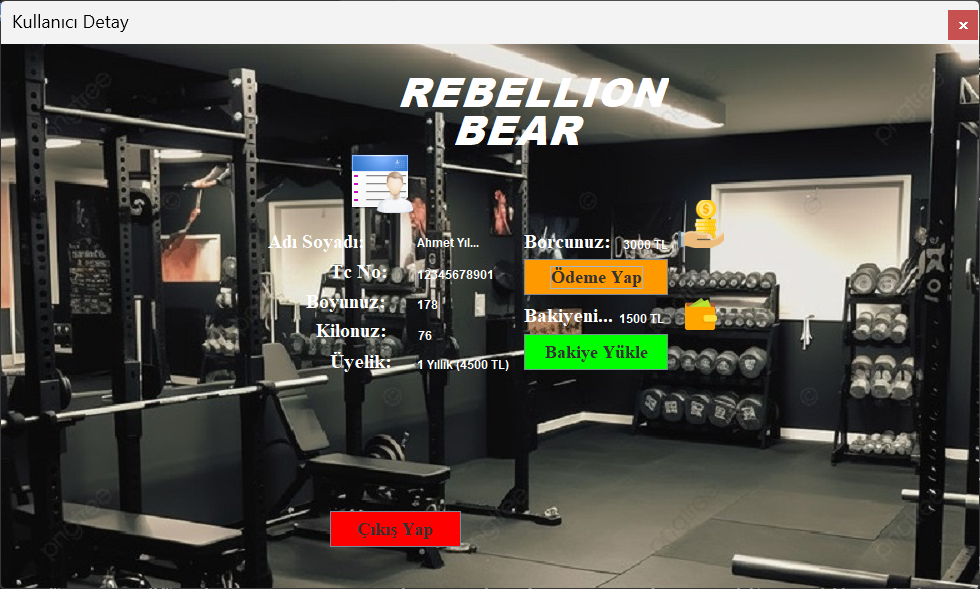 Kullanıcı Detay
REBELLION
BEAR
Adı Soyadı: Ahmet Yıl...
Tc No: 12345678901
Boyunuz: 178
Kilonuz: 76
Üyelik: 1 Yıllık (4500 TL)
Borcunuz: 3000 TL
Ödeme Yap
Bakiyeni... 1500 TL
Bakiye Yükle
Çıkış Yap